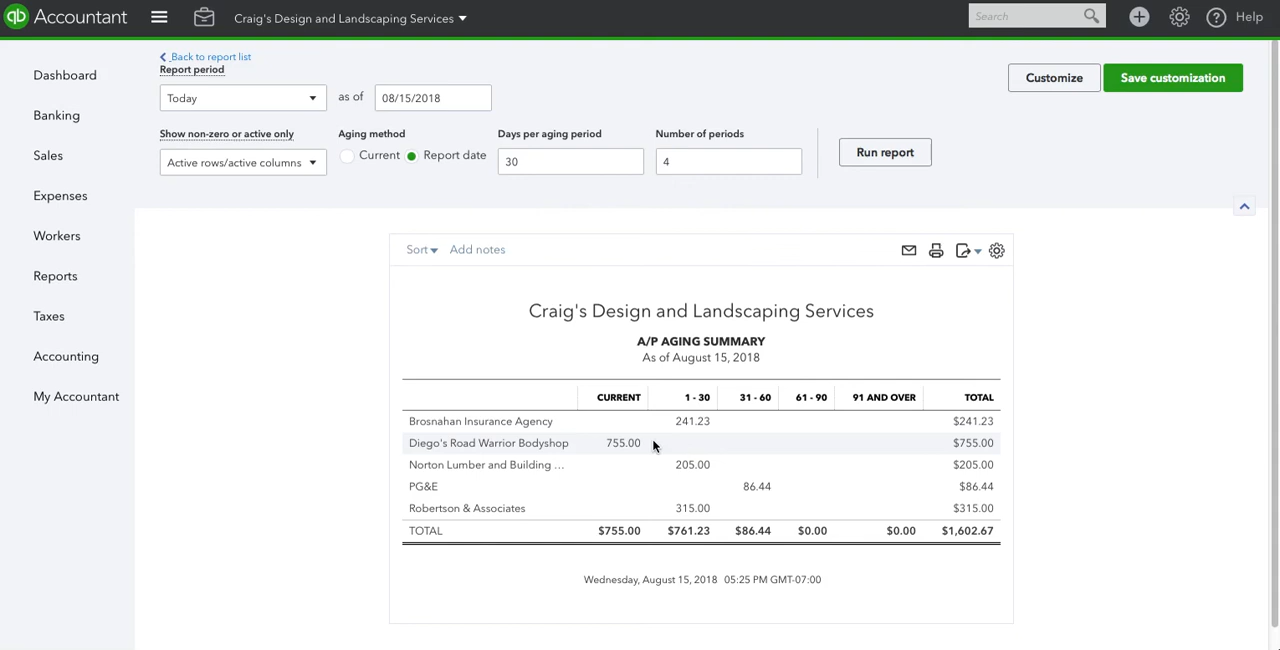 qb Accountant Craig's Design and Landscaping Services Search Help
Back to report list
Report period
Today as of 08/15/2018
Customize Save customization
Show non-zero or active only Aging method Days per aging period Number of periods
Active rows/active columns Current Report date 30 4 Run report
Dashboard
Banking
Sales
Expenses
Workers
Reports
Taxes
Accounting
My Accountant
Sort Add notes
Craig's Design and Landscaping Services
A/P AGING SUMMARY
As of August 15, 2018
CURRENT 1 - 30 31 - 60 61 - 90 91 AND OVER TOTAL
Brosnahan Insurance Agency 241.23 $241.23
Diego's Road Warrior Bodyshop 755.00 $755.00
Norton Lumber and Building ... 205.00 $205.00
PG&E 86.44 $86.44
Robertson & Associates 315.00 $315.00
TOTAL $755.00 $761.23 $86.44 $0.00 $0.00 $1,602.67
Wednesday, August 15, 2018 05:25 PM GMT-07:00